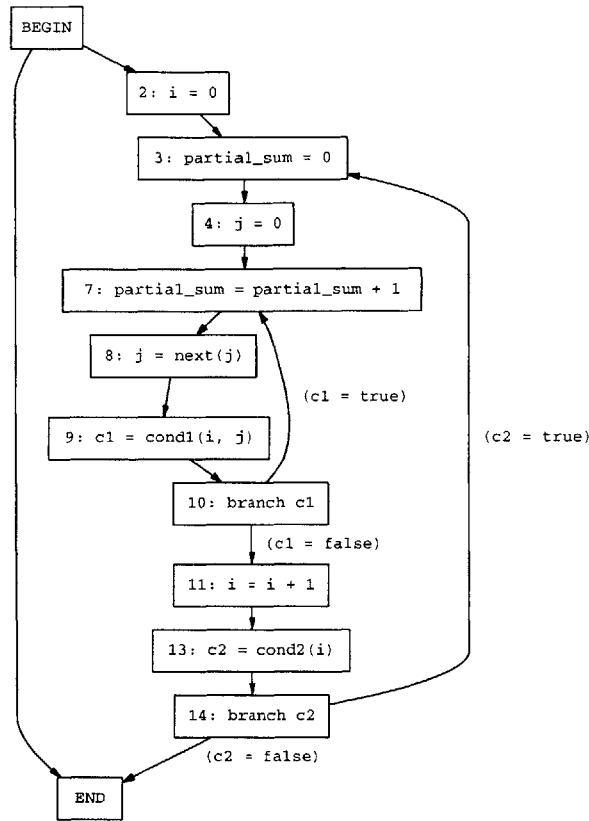 BEGIN
2: i = 0
3: partial_sum = 0
4: j = 0
7: partial_sum = partial_sum + 1
8: j = next(j)
(c1 = true)
9: c1 = cond1(i, j)
(c2 = true)
10: branch c1
(c1 = false)
11: i = i + 1
13: c2 = cond2(i)
14: branch c2
(c2 = false)
END